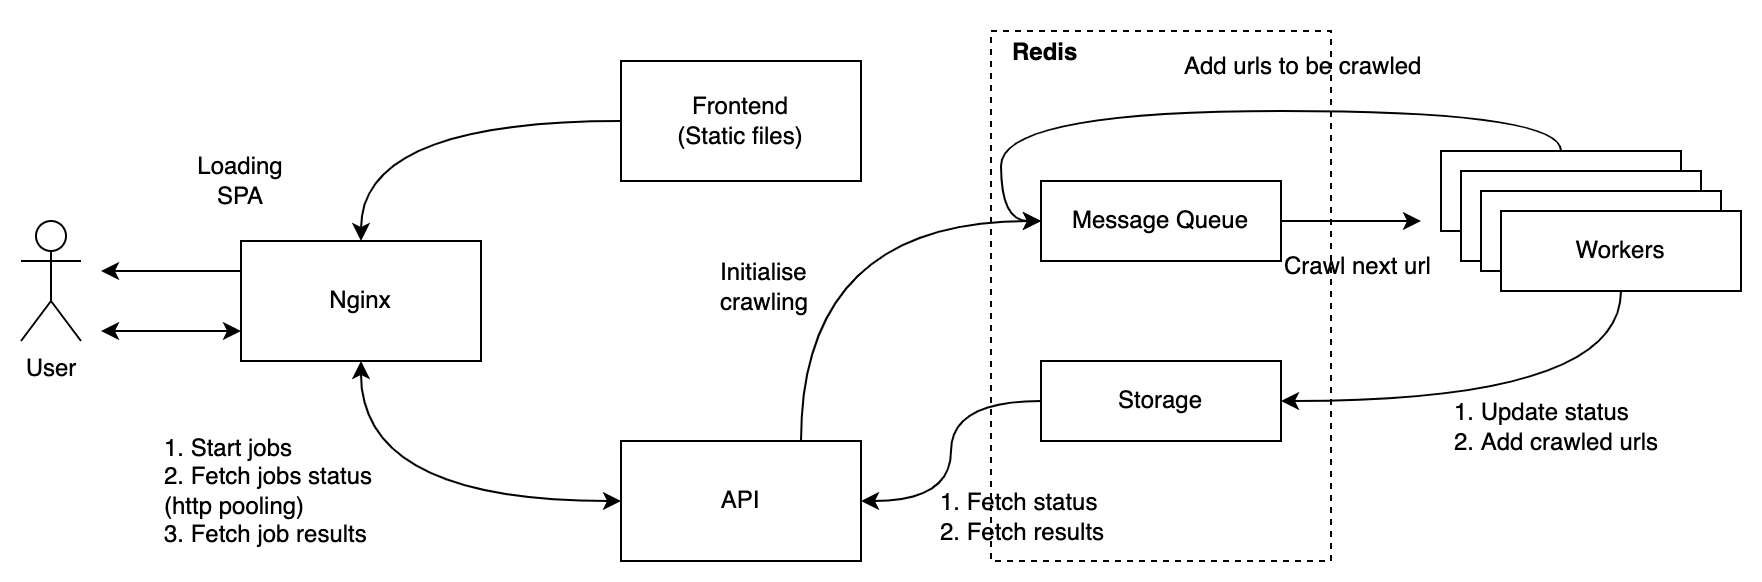 Redis
Add urls to be crawled
Frontend
(Static files)
Loading
SPA
Message Queue
Workers
Crawl next url
Initialise
crawling
Nginx
User
Storage
1. Update status
2. Add crawled urls
1. Start jobs
2. Fetch jobs status
(http pooling)
3. Fetch job results
API
1. Fetch status
2. Fetch results